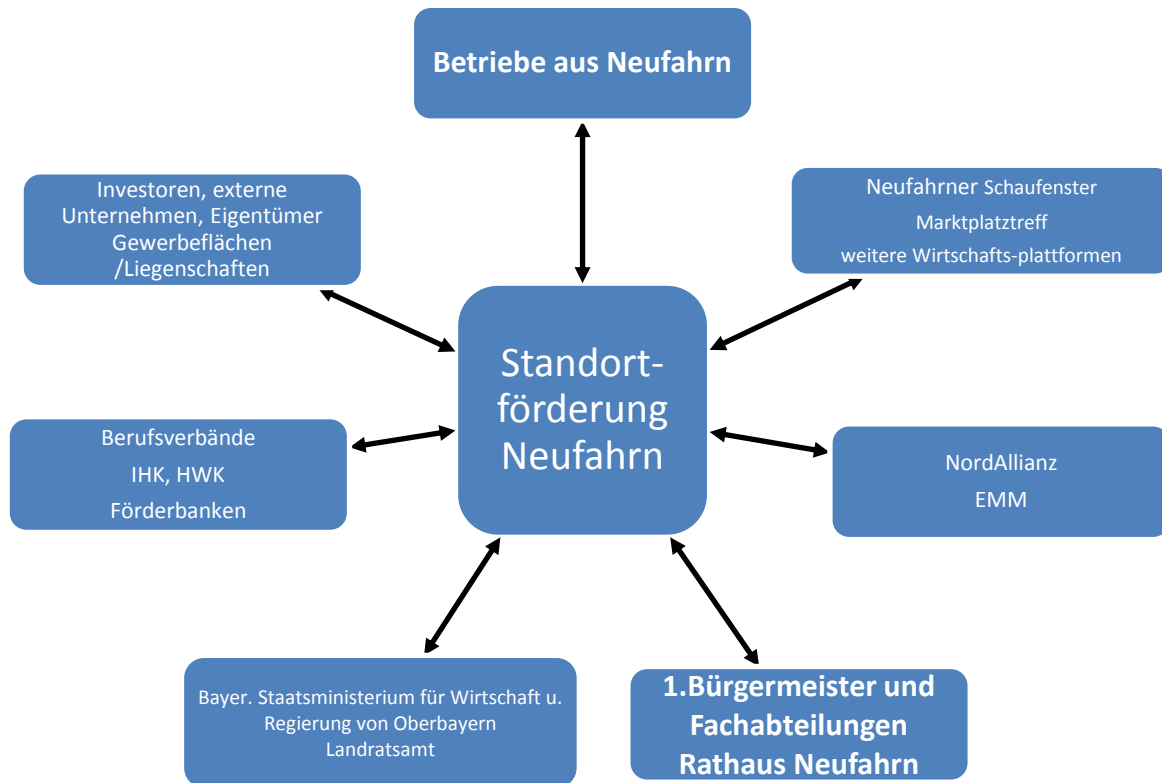 Betriebe aus Neufahrn
Investoren, externe
Unternehmen, Eigentümer
Gewerbeflächen
/Liegenschaften
Neufahrner Schaufenster
Marktplatztreff
weitere Wirtschafts-plattformen
Standort-
förderung
Neufahrn
Berufsverbände
IHK, HWK
Förderbanken
NordAllianz
EMM
Bayer. Staatsministerium für Wirtschaft u.
Regierung von Oberbayern
Landratsamt
1.Bürgermeister und
Fachabteilungen
Rathaus Neufahrn